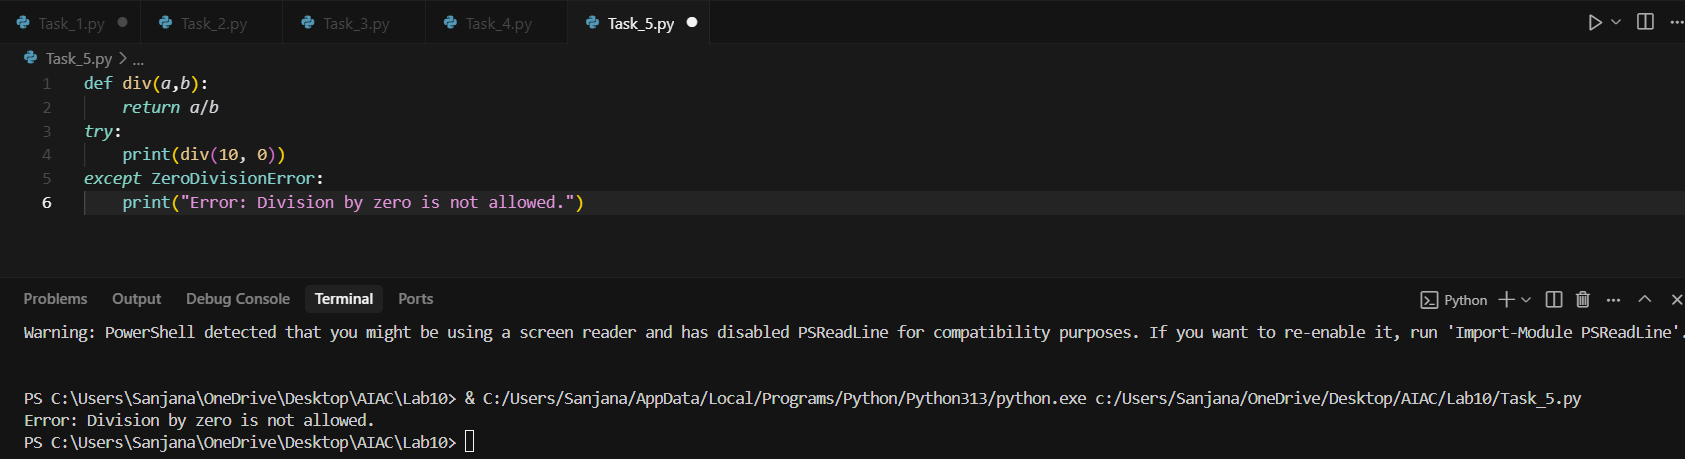 Task_1.py Task_2.py Task_3.py Task_4.py Task_5.py
Task_5.py > ...
1 def div(a,b):
2     return a/b
3 try:
4     print(div(10, 0))
5 except ZeroDivisionError:
6     print("Error: Division by zero is not allowed.")
Problems Output Debug Console Terminal Ports Python
Warning: PowerShell detected that you might be using a screen reader and has disabled PSReadLine for compatibility purposes. If you want to re-enable it, run 'Import-Module PSReadLine'.
PS C:\Users\Sanjana\OneDrive\Desktop\AIAC\Lab10> & C:/Users/Sanjana/AppData/Local/Programs/Python/Python313/python.exe c:/Users/Sanjana/OneDrive/Desktop/AIAC/Lab10/Task_5.py
Error: Division by zero is not allowed.
PS C:\Users\Sanjana\OneDrive\Desktop\AIAC\Lab10>